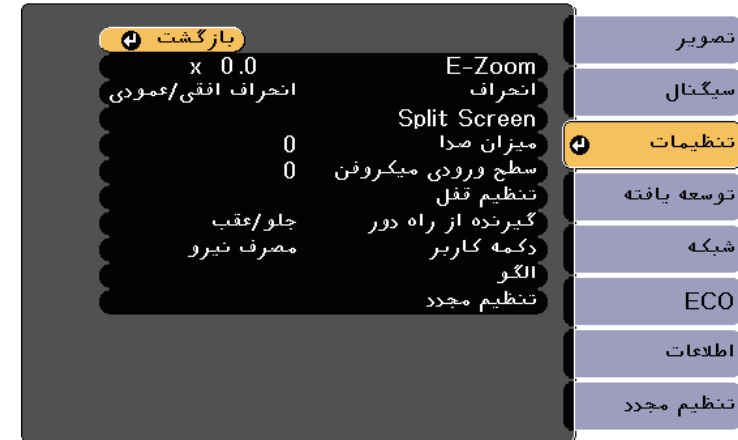 بازگشت
E-Zoom x 0.0
انحراف انحراف افقی/عمودی
Split Screen
میزان صدا 0
سطح ورودی میکروفن 0
تنظیم قفل
گیرنده از راه دور جلو/عقب
دکمه کاربر مصرف نیرو
الگو
تنظیم مجدد
تصویر
سیگنال
تنظیمات
توسعه یافته
شبکه
ECO
اطلاعات
تنظیم مجدد